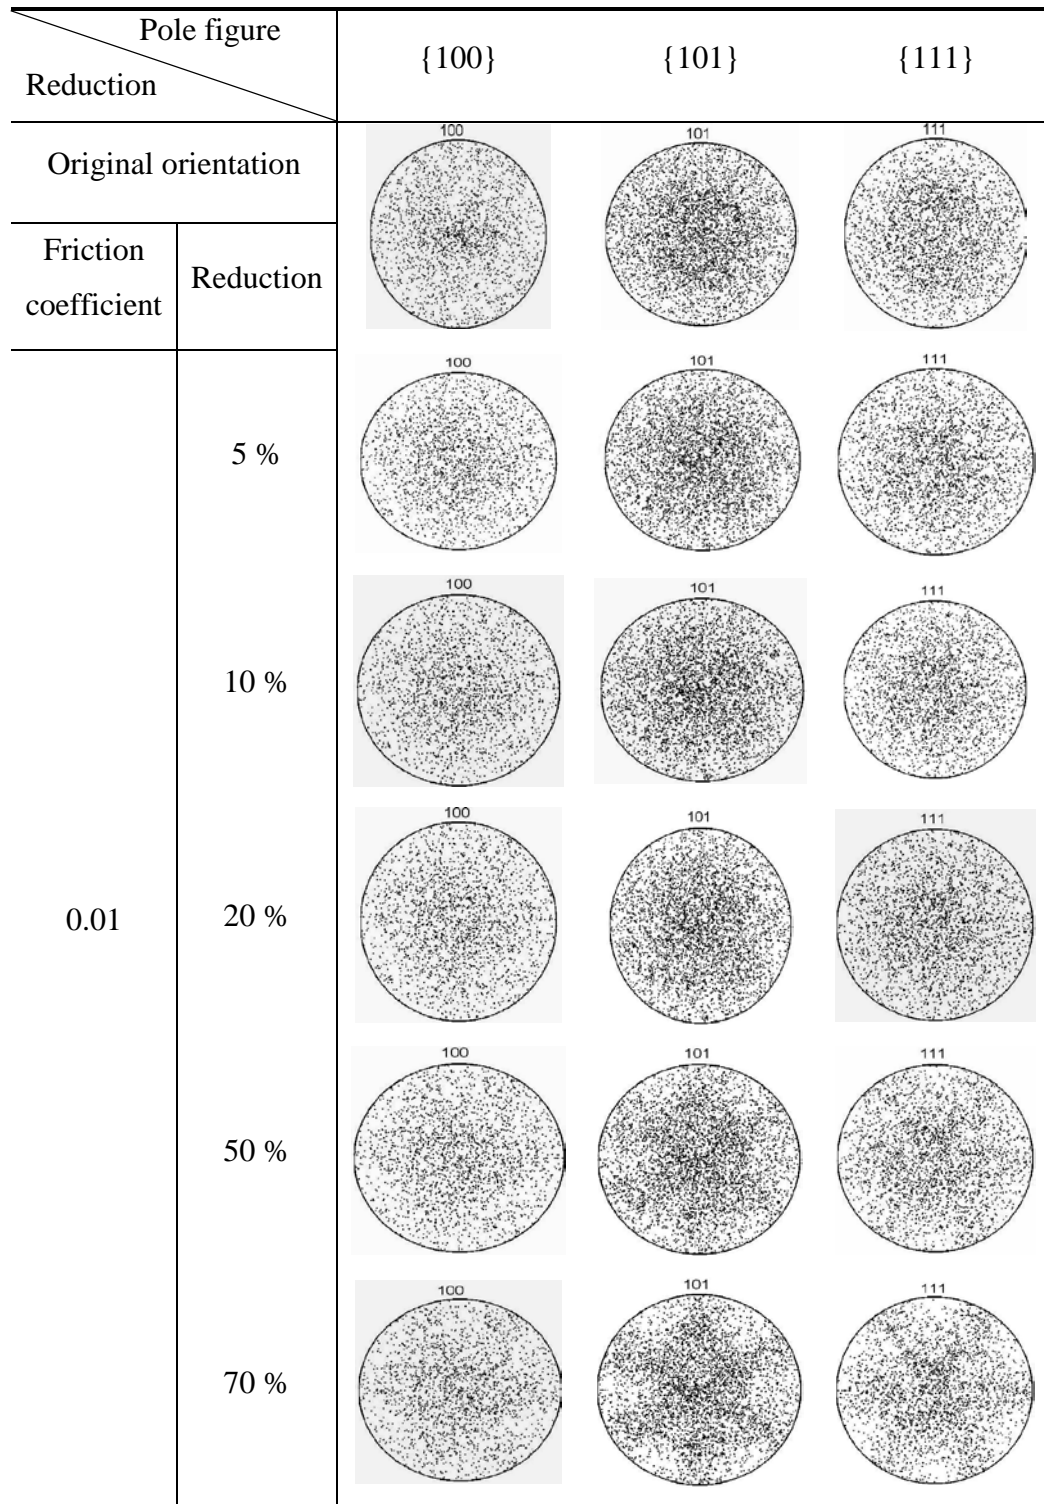 Pole figure
Reduction
{100} {101} {111}
Original orientation
100 101 111
Friction
coefficient
Reduction
100 101 111
5 %
100 101 111
10 %
100 101 111
0.01
20 %
100 101 111
50 %
100 101 111
70 %